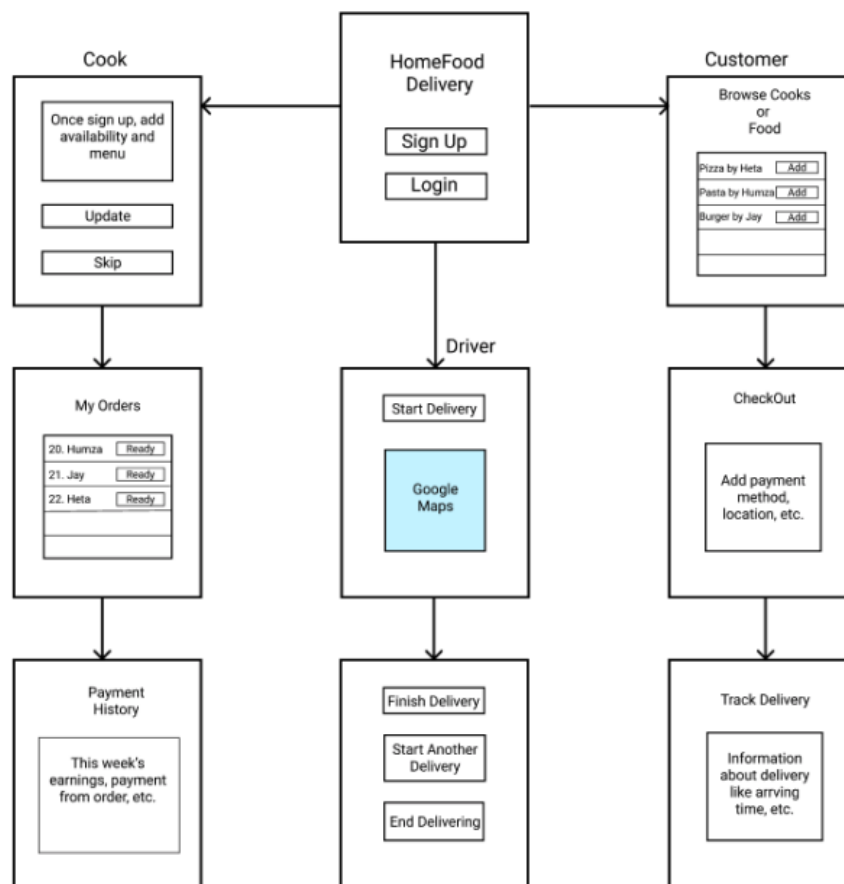 Cook
Once sign up, add
availability and
menu
Update
Skip
HomeFood
Delivery
Sign Up
Login
Customer
Browse Cooks
or
Food
Pizza by Heta Add
Pasta by Humza Add
Burger by Jay Add
My Orders
20. Humza Ready
21. Jay Ready
22. Heta Ready
Driver
Start Delivery
Google
Maps
CheckOut
Add payment
method,
location, etc.
Payment
History
This week's
earnings, payment
from order, etc.
Finish Delivery
Start Another
Delivery
End Delivering
Track Delivery
Information
about delivery
like arrving
time, etc.